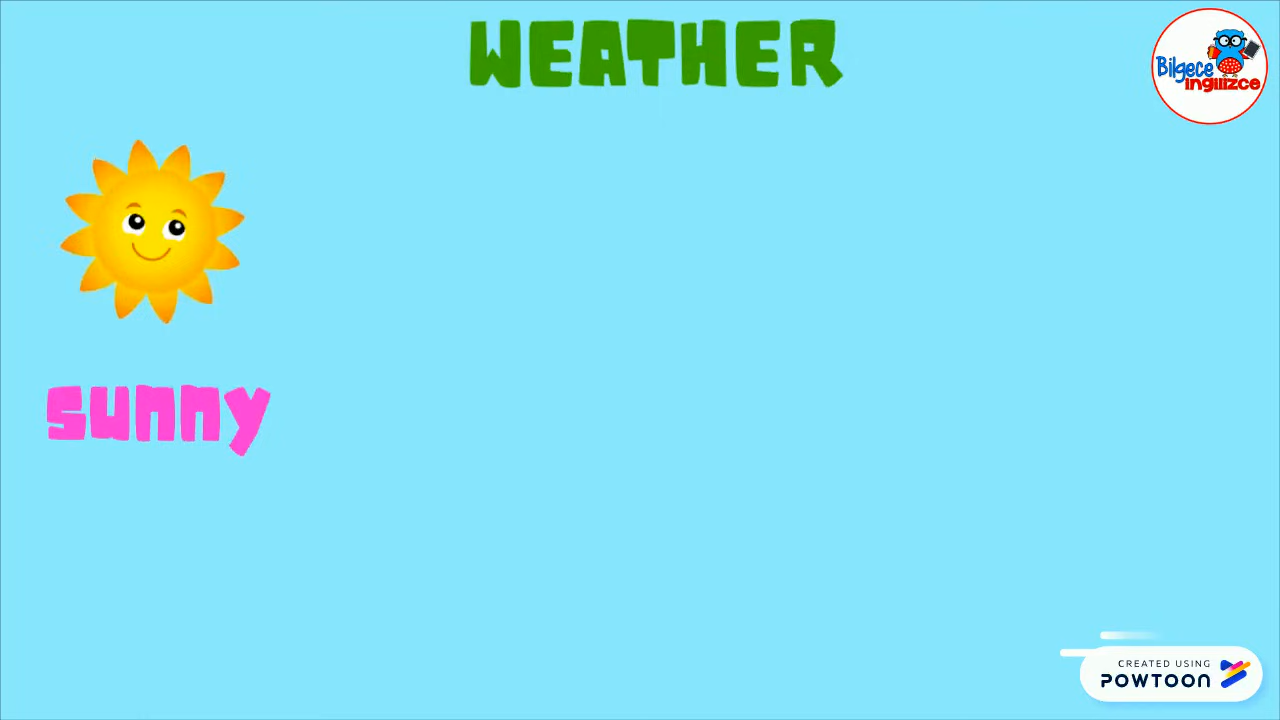 WEATHER
Bilgece
ingilizce
sunny
CREATED USING
POWTOON